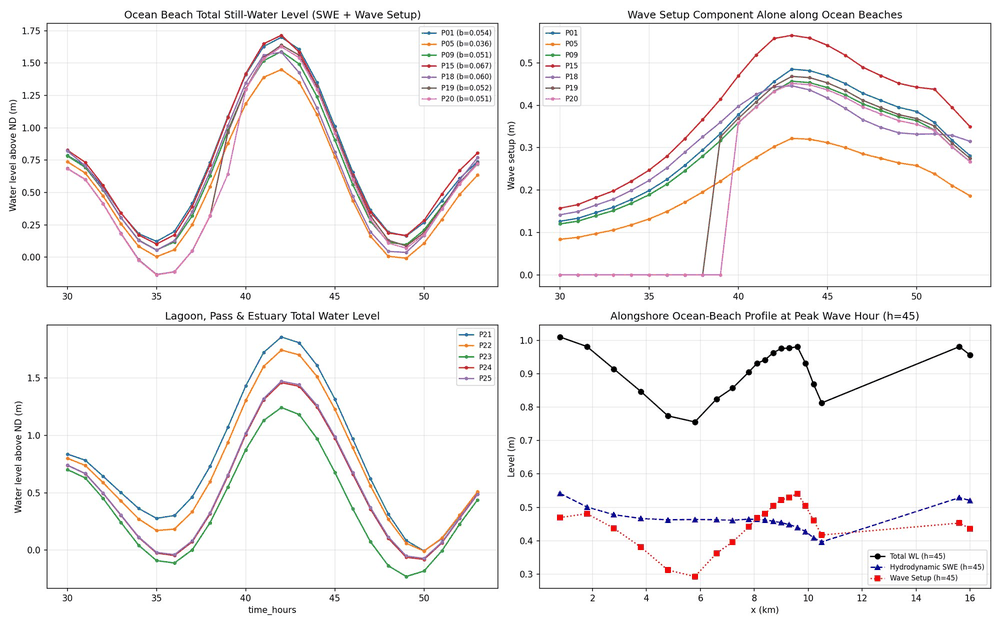 Ocean Beach Total Still-Water Level (SWE + Wave Setup)
Water level above ND (m)
1.75
1.50
1.25
1.00
0.75
0.50
0.25
0.00
30
35
40
45
50
P01 (b=0.054)
P05 (b=0.036)
P09 (b=0.051)
P15 (b=0.067)
P18 (b=0.060)
P19 (b=0.052)
P20 (b=0.051)
Wave Setup Component Alone along Ocean Beaches
Wave setup (m)
0.5
0.4
0.3
0.2
0.1
0.0
30
35
40
45
50
P01
P05
P09
P15
P18
P19
P20
Lagoon, Pass & Estuary Total Water Level
Water level above ND (m)
1.5
1.0
0.5
0.0
30
35
40
45
50
time_hours
P21
P22
P23
P24
P25
Alongshore Ocean-Beach Profile at Peak Wave Hour (h=45)
Level (m)
1.0
0.9
0.8
0.7
0.6
0.5
0.4
0.3
2
4
6
8
10
12
14
16
x (km)
Total WL (h=45)
Hydrodynamic SWE (h=45)
Wave Setup (h=45)